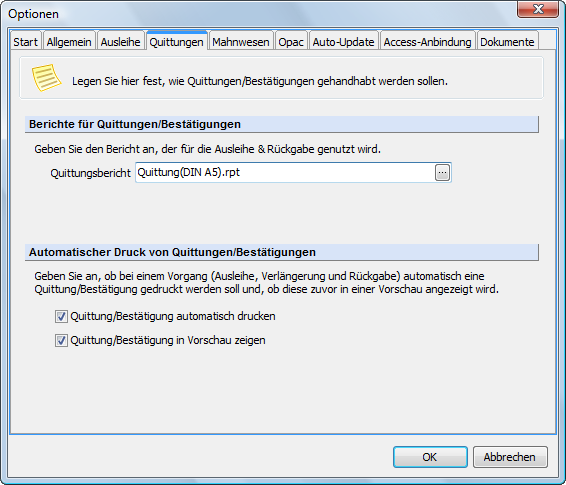 Optionen
Start Allgemein Ausleihe Quittungen Mahnwesen Opac Auto-Update Access-Anbindung Dokumente
Legen Sie hier fest, wie Quittungen/Bestätigungen gehandhabt werden sollen.
Berichte für Quittungen/Bestätigungen
Geben Sie den Bericht an, der für die Ausleihe & Rückgabe genutzt wird.
Quittungsbericht Quittung(DIN A5).rpt ...
Automatischer Druck von Quittungen/Bestätigungen
Geben Sie an, ob bei einem Vorgang (Ausleihe, Verlängerung und Rückgabe) automatisch eine
Quittung/Bestätigung gedruckt werden soll und, ob diese zuvor in einer Vorschau angezeigt wird.
Quittung/Bestätigung automatisch drucken
Quittung/Bestätigung in Vorschau zeigen
OK Abbrechen